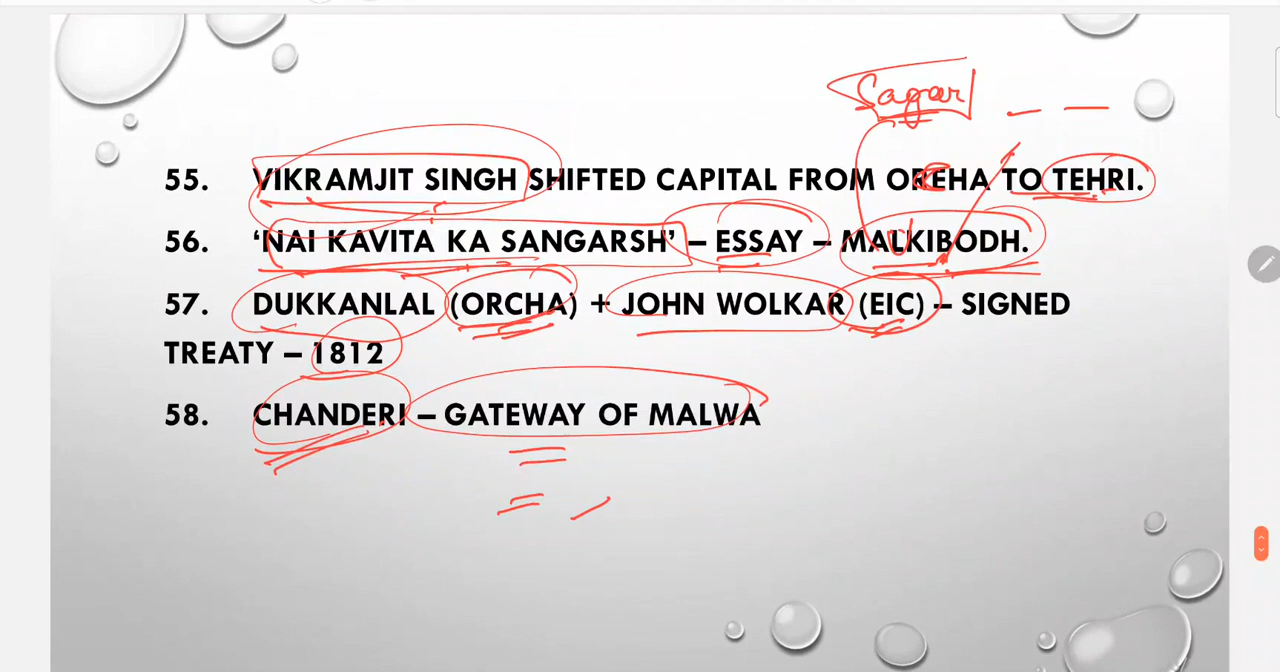 Sagar
55. VIKRAMJIT SINGH SHIFTED CAPITAL FROM ORCHA TO TEHRI.
56. ‘NAI KAVITA KA SANGARSH’ – ESSAY – MALKIBODH.
57. DUKKANLAL (ORCHA) + JOHN WOLKAR (EIC) – SIGNED
TREATY – 1812
58. CHANDERI – GATEWAY OF MALWA